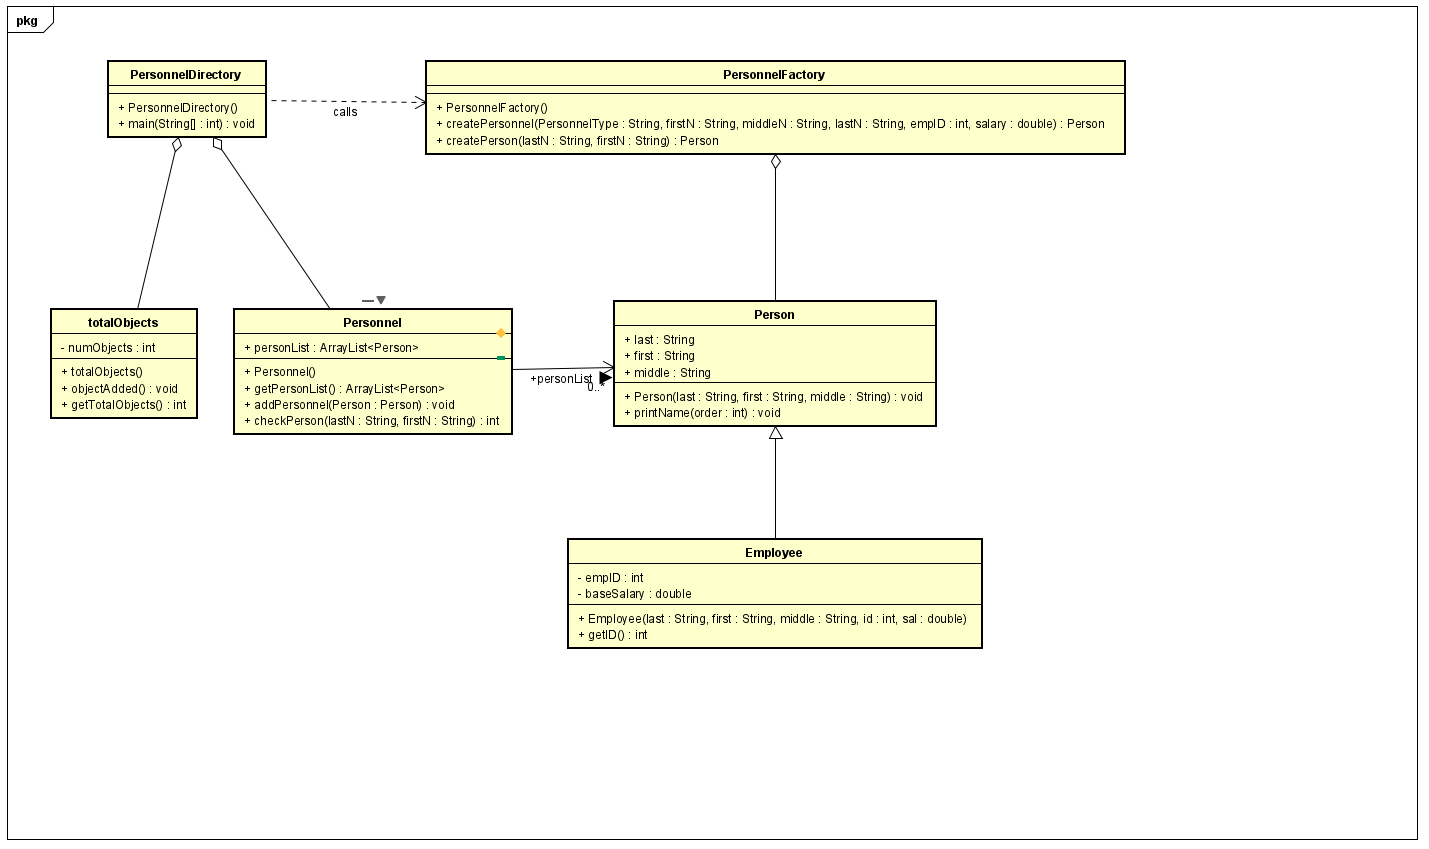 pkg
PersonnelDirectory
+ PersonnelDirectory()
+ main(String[] : int) : void
calls
PersonnelFactory
+ PersonnelFactory()
+ createPersonnel(PersonnelType : String, firstN : String, middleN : String, lastN : String, empID : int, salary : double) : Person
+ createPerson(lastN : String, firstN : String) : Person
totalObjects
- numObjects : int
+ totalObjects()
+ objectAdded() : void
+ getTotalObjects() : int
Personnel
+ personList : ArrayList<Person>
+ Personnel()
+ getPersonList() : ArrayList<Person>
+ addPersonnel(Person : Person) : void
+ checkPerson(lastN : String, firstN : String) : int
+personList
0..*
Person
+ last : String
+ first : String
+ middle : String
+ Person(last : String, first : String, middle : String) : void
+ printName(order : int) : void
Employee
- empID : int
- baseSalary : double
+ Employee(last : String, first : String, middle : String, id : int, sal : double)
+ getID() : int